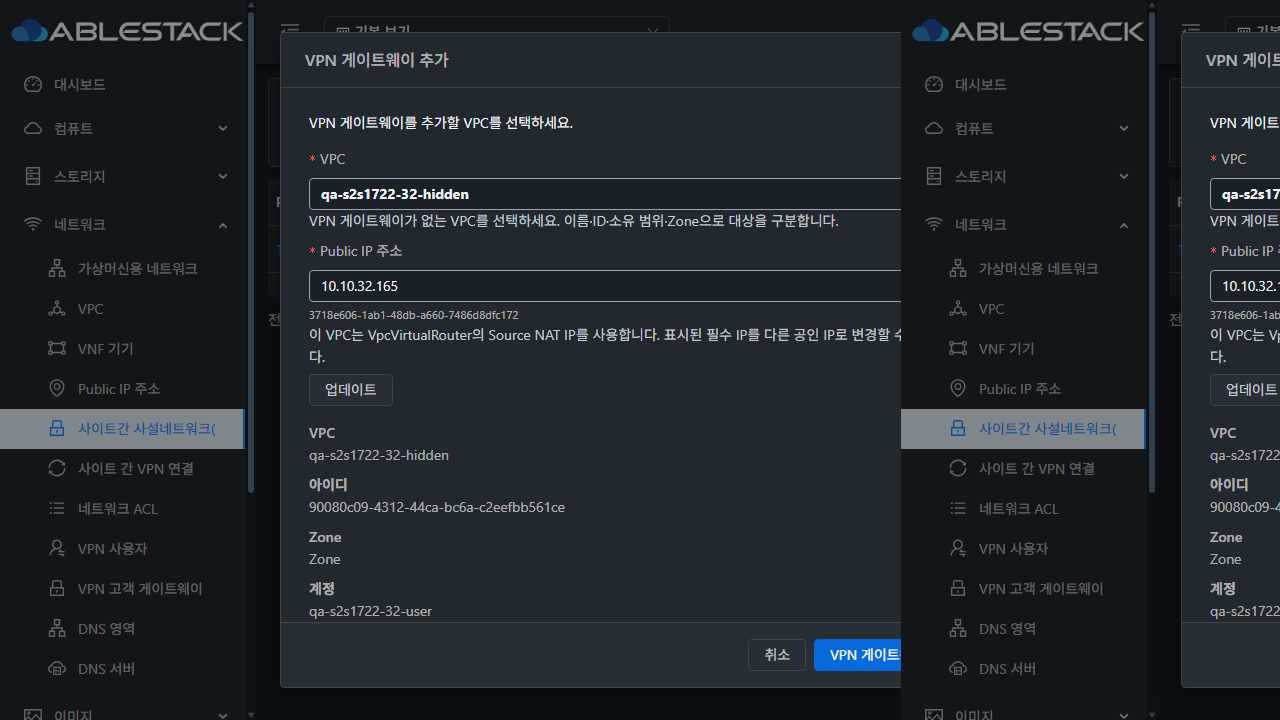 ABLESTACK
대시보드
컴퓨트
스토리지
네트워크
가상머신용 네트워크
VPC
VNF 기기
Public IP 주소
사이트간 사설네트워크(
사이트 간 VPN 연결
네트워크 ACL
VPN 사용자
VPN 고객 게이트웨이
DNS 영역
DNS 서버
이미지
기본 보기
VPN 게이트웨이 추가
VPN 게이트웨이를 추가할 VPC를 선택하세요.
* VPC
qa-s2s1722-32-hidden
VPN 게이트웨이가 없는 VPC를 선택하세요. 이름·ID·소유 범위·Zone으로 대상을 구분합니다.
* Public IP 주소
10.10.32.165
3718e606-1ab1-48db-a660-7486d8dfc172
이 VPC는 VpcVirtualRouter의 Source NAT IP를 사용합니다. 표시된 필수 IP를 다른 공인 IP로 변경할 수
다.
업데이트
VPC
qa-s2s1722-32-hidden
아이디
90080c09-4312-44ca-bc6a-c2eefbb561ce
Zone
Zone
계정
qa-s2s1722-32-user
취소
VPN 게이트
ABLESTACK
대시보드
컴퓨트
스토리지
네트워크
가상머신용 네트워크
VPC
VNF 기기
Public IP 주소
사이트간 사설네트워크(
사이트 간 VPN 연결
네트워크 ACL
VPN 사용자
VPN 고객 게이트웨이
DNS 영역
DNS 서버
이미지
VPN 게이트
VPN 게이트
* VPC
qa-s2s17
VPN 게이트
* Public IP
10.10.32.1
3718e606-1ab
이 VPC는 Vp
다.
업데이트
VPC
qa-s2s1722
아이디
90080c09-4
Zone
Zone
계정
qa-s2s1722